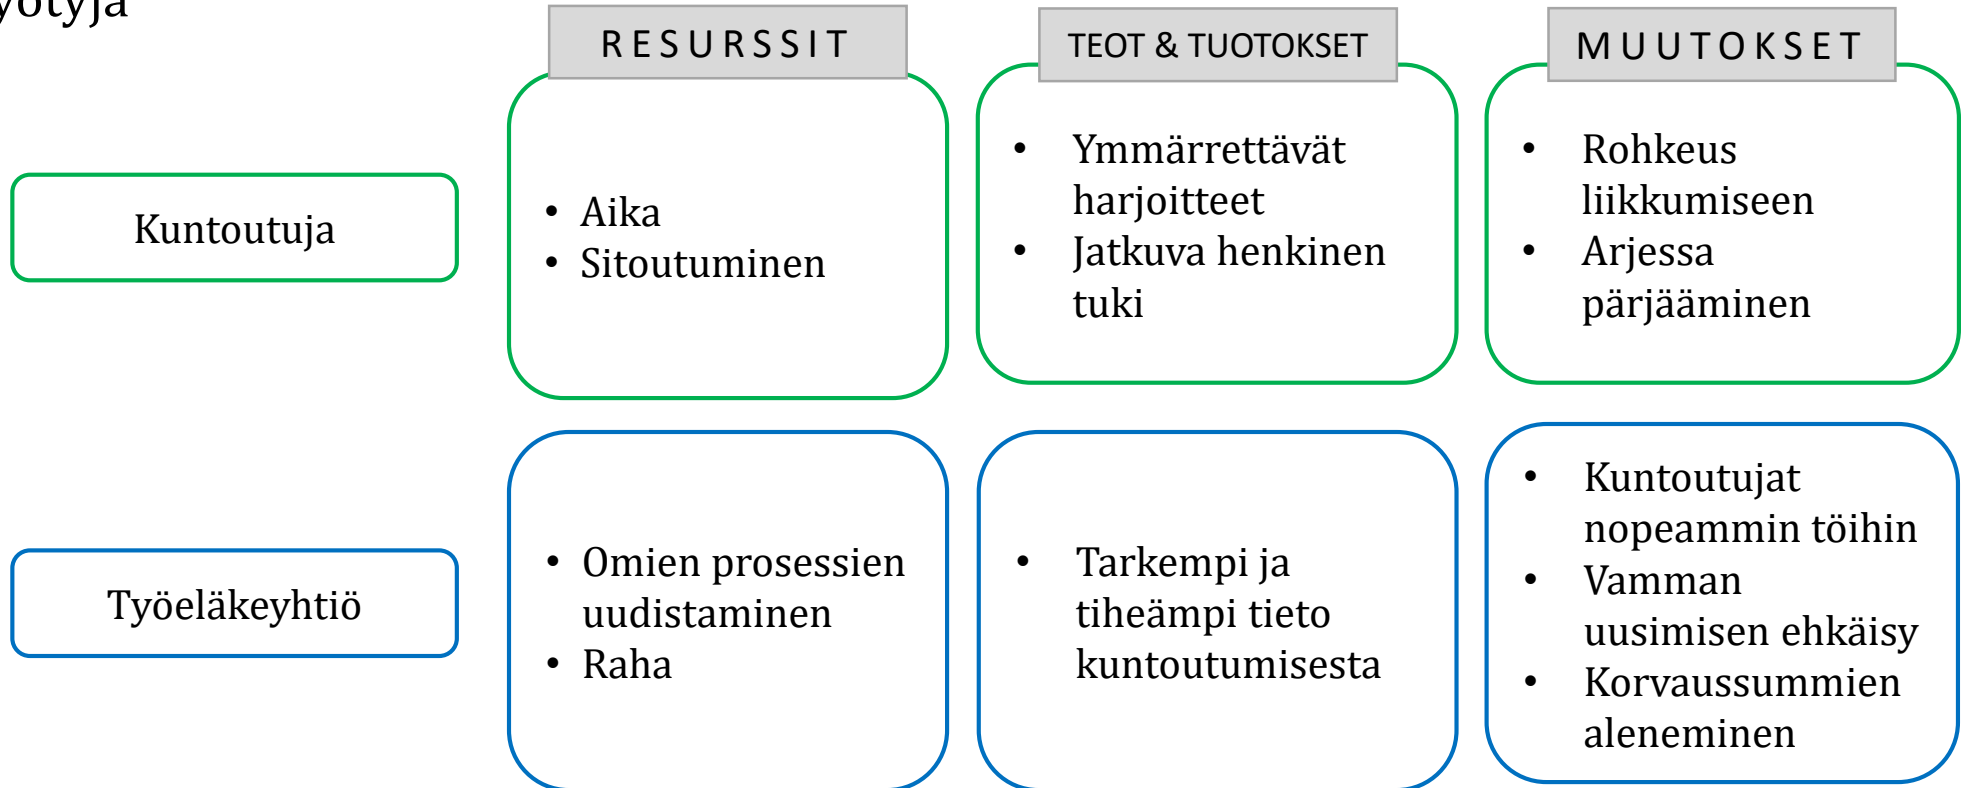 RESURSSIT
TEOT & TUOTOKSET
MUUTOKSET
Kuntoutuja
• Aika
• Sitoutuminen
• Ymmärrettävät
harjoitteet
• Jatkuva henkinen
tuki
• Rohkeus
liikkumiseen
• Arjessa
pärjääminen
Työeläkeyhtiö
• Omien prosessien
uudistaminen
• Raha
• Tarkempi ja
tiheämpi tieto
kuntoutumisesta
• Kuntoutujat
nopeammin töihin
• Vamman
uusimisen ehkäisy
• Korvaussummien
aleneminen